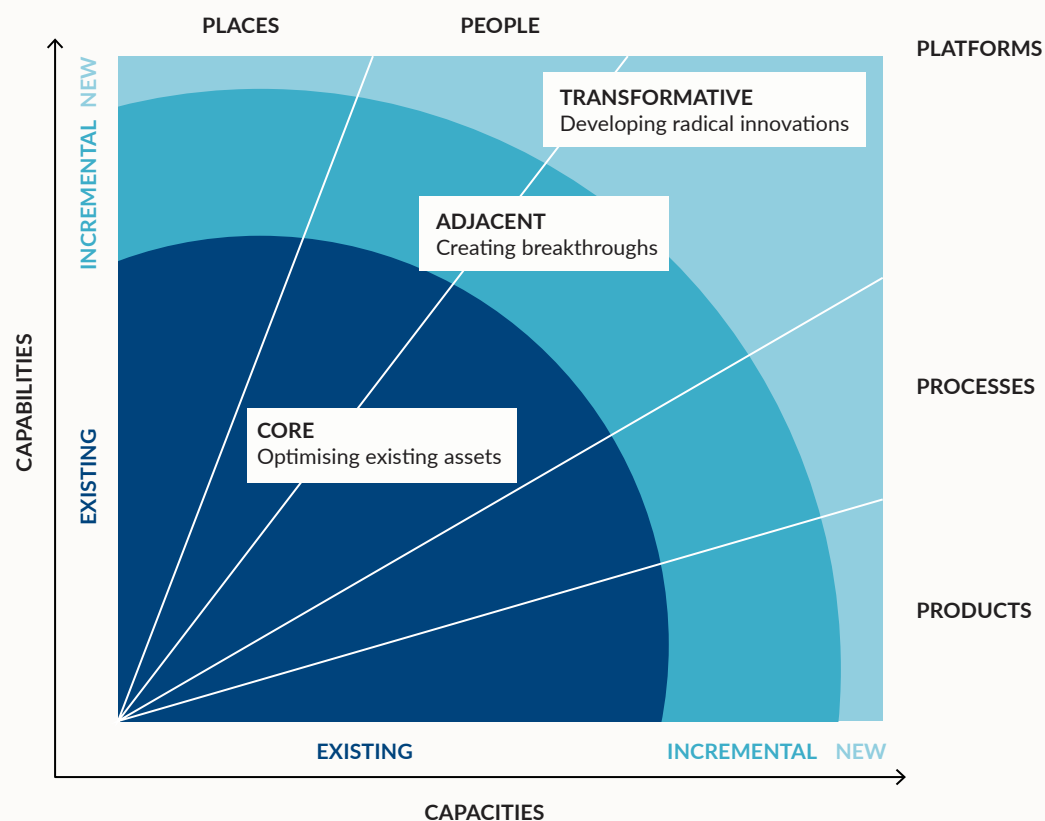 PLACES
PEOPLE
PLATFORMS
NEW
TRANSFORMATIVE
Developing radical innovations
INCREMENTAL
ADJACENT
Creating breakthroughs
CAPABILITIES
PROCESSES
EXISTING
CORE
Optimising existing assets
PRODUCTS
EXISTING
INCREMENTAL
NEW
CAPACITIES